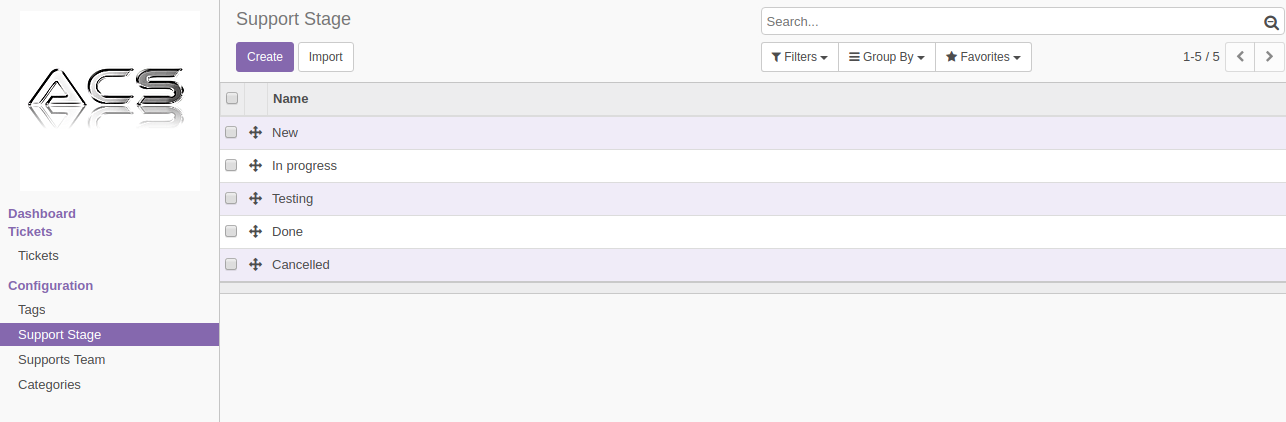 ACS
Dashboard
Tickets
Tickets
Configuration
Tags
Support Stage
Supports Team
Categories
Support Stage
Search...
Create Import
Filters Group By Favorites 1-5 / 5
Name
New
In progress
Testing
Done
Cancelled